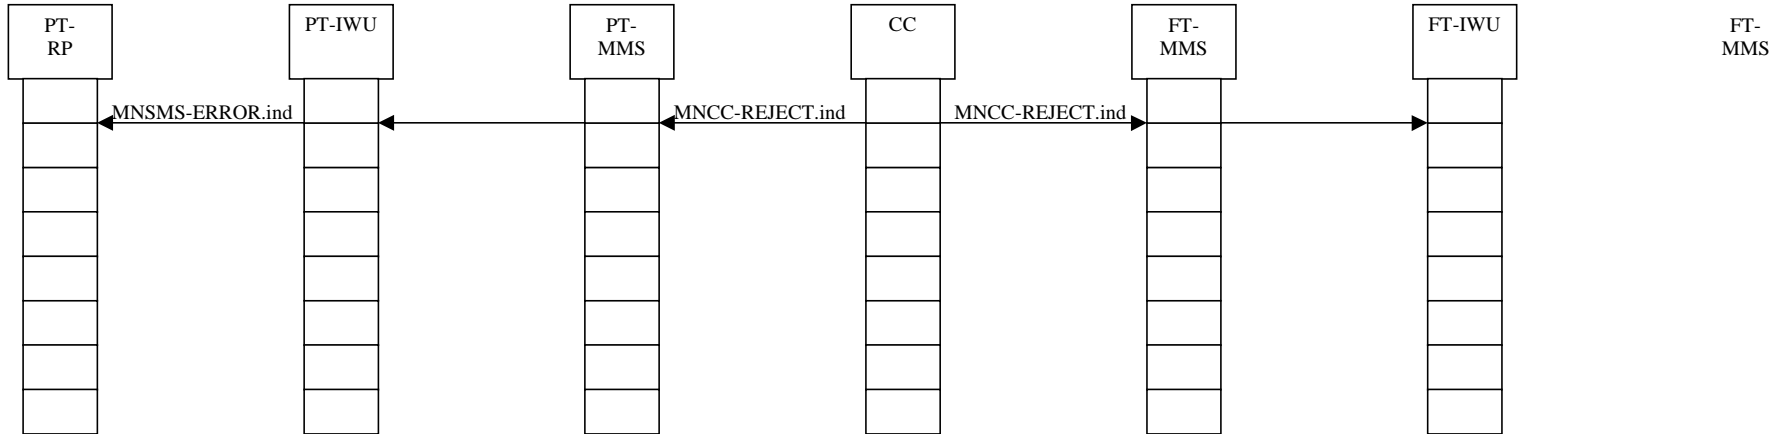 PT-
RP
PT-IWU
PT-
MMS
CC
FT-
MMS
FT-IWU
FT-
MMS
MNSMS-ERROR.ind
MNCC-REJECT.ind
MNCC-REJECT.ind